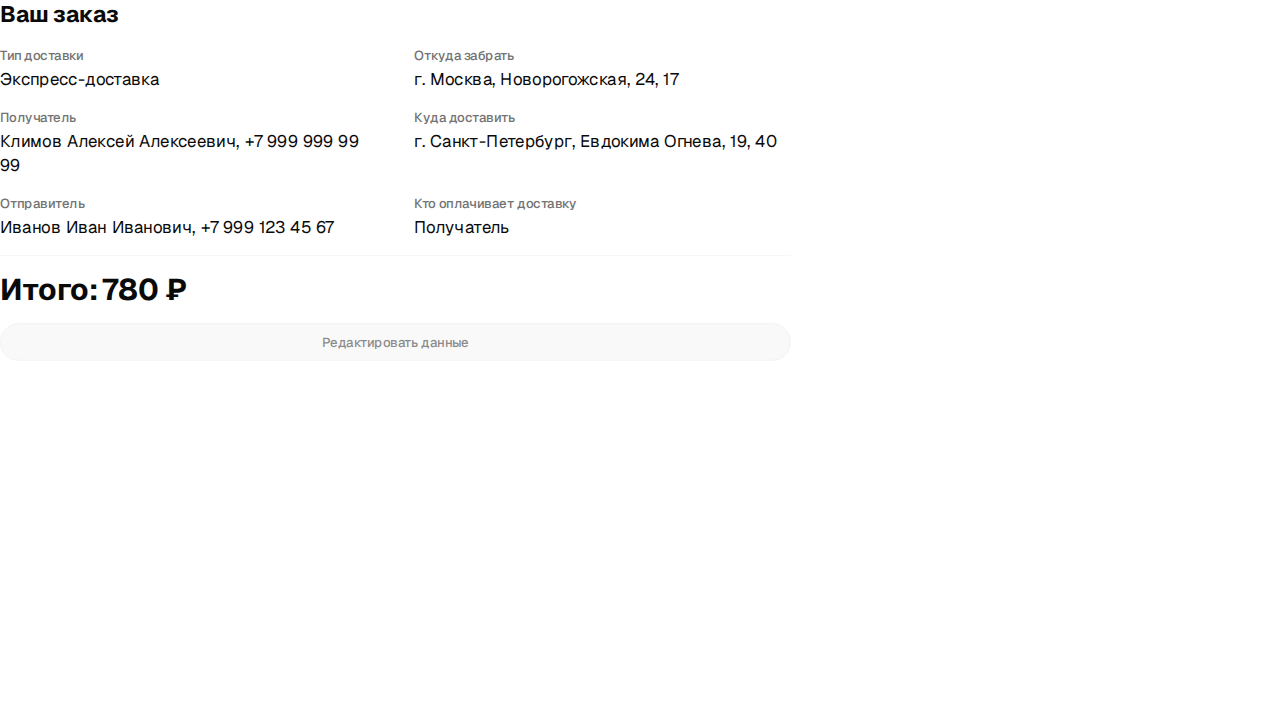 Ваш заказ
Тип доставки
Экспресс-доставка
Откуда забрать
г. Москва, Новорогожская, 24, 17
Получатель
Климов Алексей Алексеевич, +7 999 999 99
99
Куда доставить
г. Санкт-Петербург, Евдокима Огнева, 19, 40
Отправитель
Иванов Иван Иванович, +7 999 123 45 67
Кто оплачивает доставку
Получатель
Итого: 780 ₽
Редактировать данные